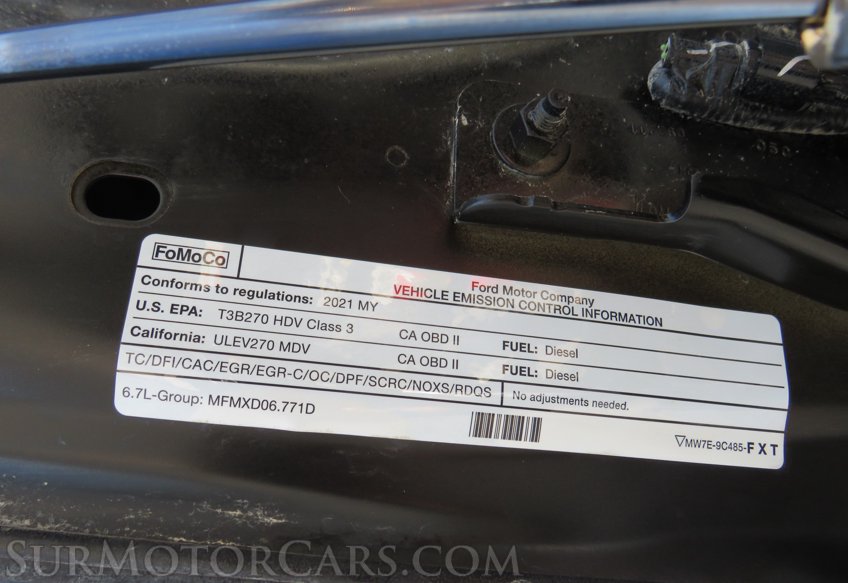 FoMoCo
Ford Motor Company
VEHICLE EMISSION CONTROL INFORMATION
Conforms to regulations: 2021 MY
U.S. EPA: T3B270 HDV Class 3 CA OBD II FUEL: Diesel
California: ULEV270 MDV CA OBD II FUEL: Diesel
TC/DFI/CAC/EGR/EGR-C/OC/DPF/SCRC/NOXS/RDQS No adjustments needed.
6.7L-Group: MFMXD06.771D
MW7E-9C485-FXT
SurMotorCars.com